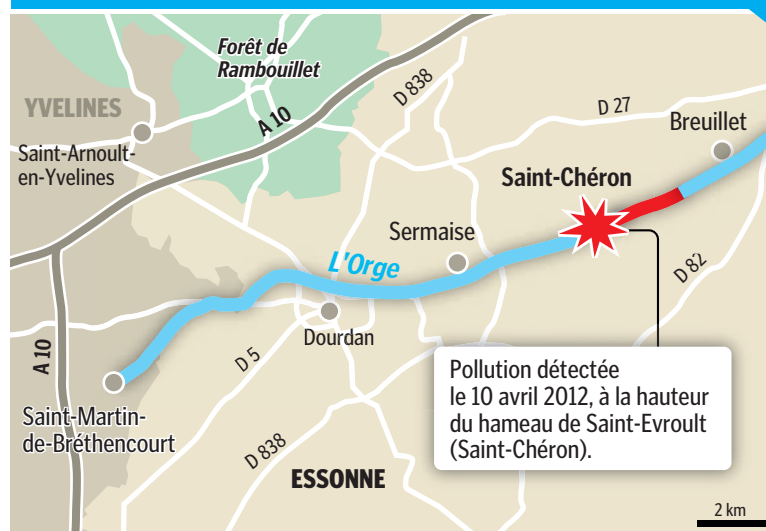 Forêt de
Rambouillet
D 838
YVELINES
A 10
D 27
Breuillet
Saint-Arnoult-
en-Yvelines
Saint-Chéron
Sermaise
L'Orge
D 82
Dourdan
A 10
D 5
Pollution détectée
le 10 avril 2012, à la hauteur
du hameau de Saint-Evroult
(Saint-Chéron).
Saint-Martin-
de-Bréthencourt
D 838
ESSONNE
2 km